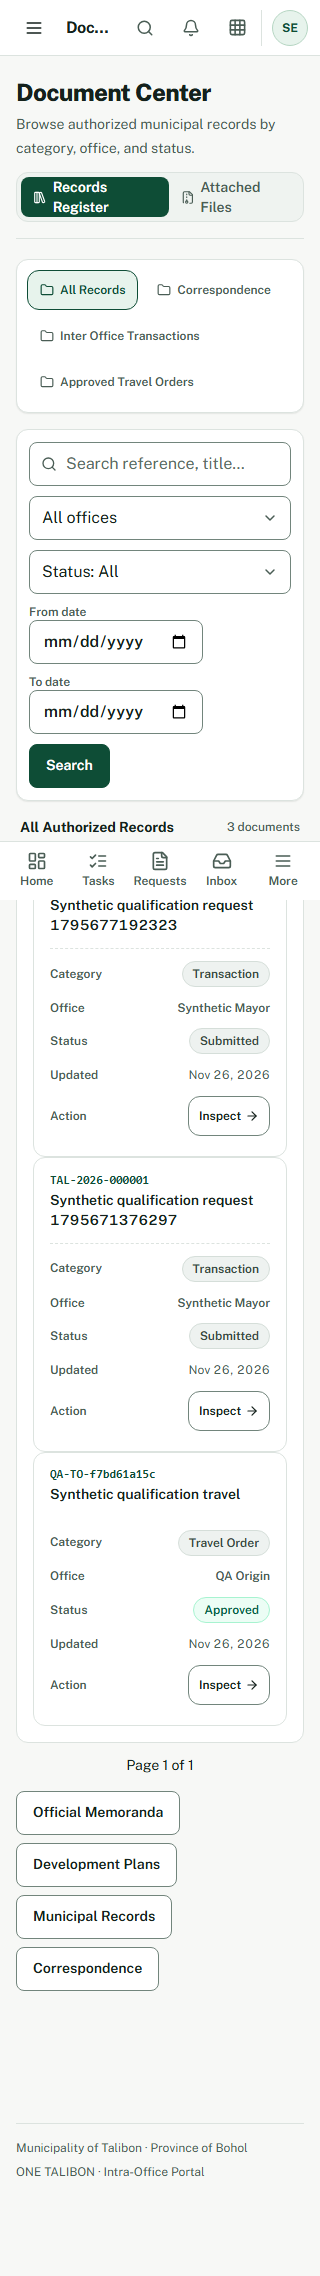 Doc...
SE
Document Center
Browse authorized municipal records by
category, office, and status.
Records
Register
Attached
Files
All Records
Correspondence
Inter Office Transactions
Approved Travel Orders
Search reference, title...
All offices
Status: All
From date
mm/dd/yyyy
To date
mm/dd/yyyy
Search
All Authorized Records
3 documents
Home
Tasks
Requests
Inbox
More
Synthetic qualification request
1795677192323
Category
Transaction
Office
Synthetic Mayor
Status
Submitted
Updated
Nov 26, 2026
Action
Inspect →
TAL-2026-000001
Synthetic qualification request
1795671376297
Category
Transaction
Office
Synthetic Mayor
Status
Submitted
Updated
Nov 26, 2026
Action
Inspect →
QA-TO-f7bd61a15c
Synthetic qualification travel
Category
Travel Order
Office
QA Origin
Status
Approved
Updated
Nov 26, 2026
Action
Inspect →
Page 1 of 1
Official Memoranda
Development Plans
Municipal Records
Correspondence
Municipality of Talibon · Province of Bohol
ONE TALIBON · Intra-Office Portal